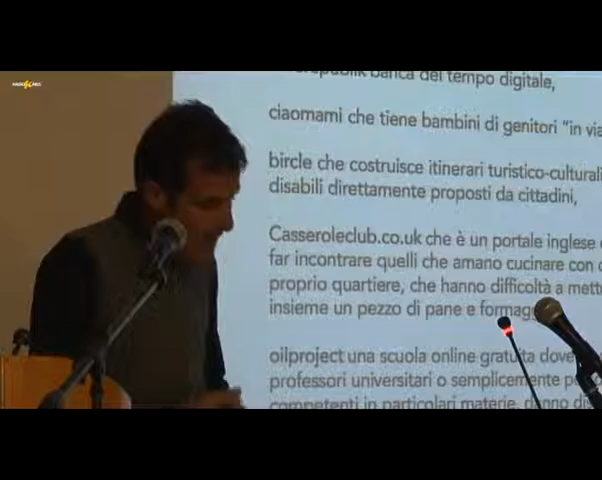 banca del tempo digitale,
ciaomami che tiene bambini di genitori "in via
bircle che costruisce itinerari turistico-culturali
disabili direttamente proposti da cittadini,
Casseroleclub.co.uk che è un portale inglese
far incontrare quelli che amano cucinare con
proprio quartiere, che hanno difficoltà a mett
insieme un pezzo di pane e formagg
oilproject una scuola online gratuita dove
professori universitari o semplicemente pe
competenti in particolari materie, danno di